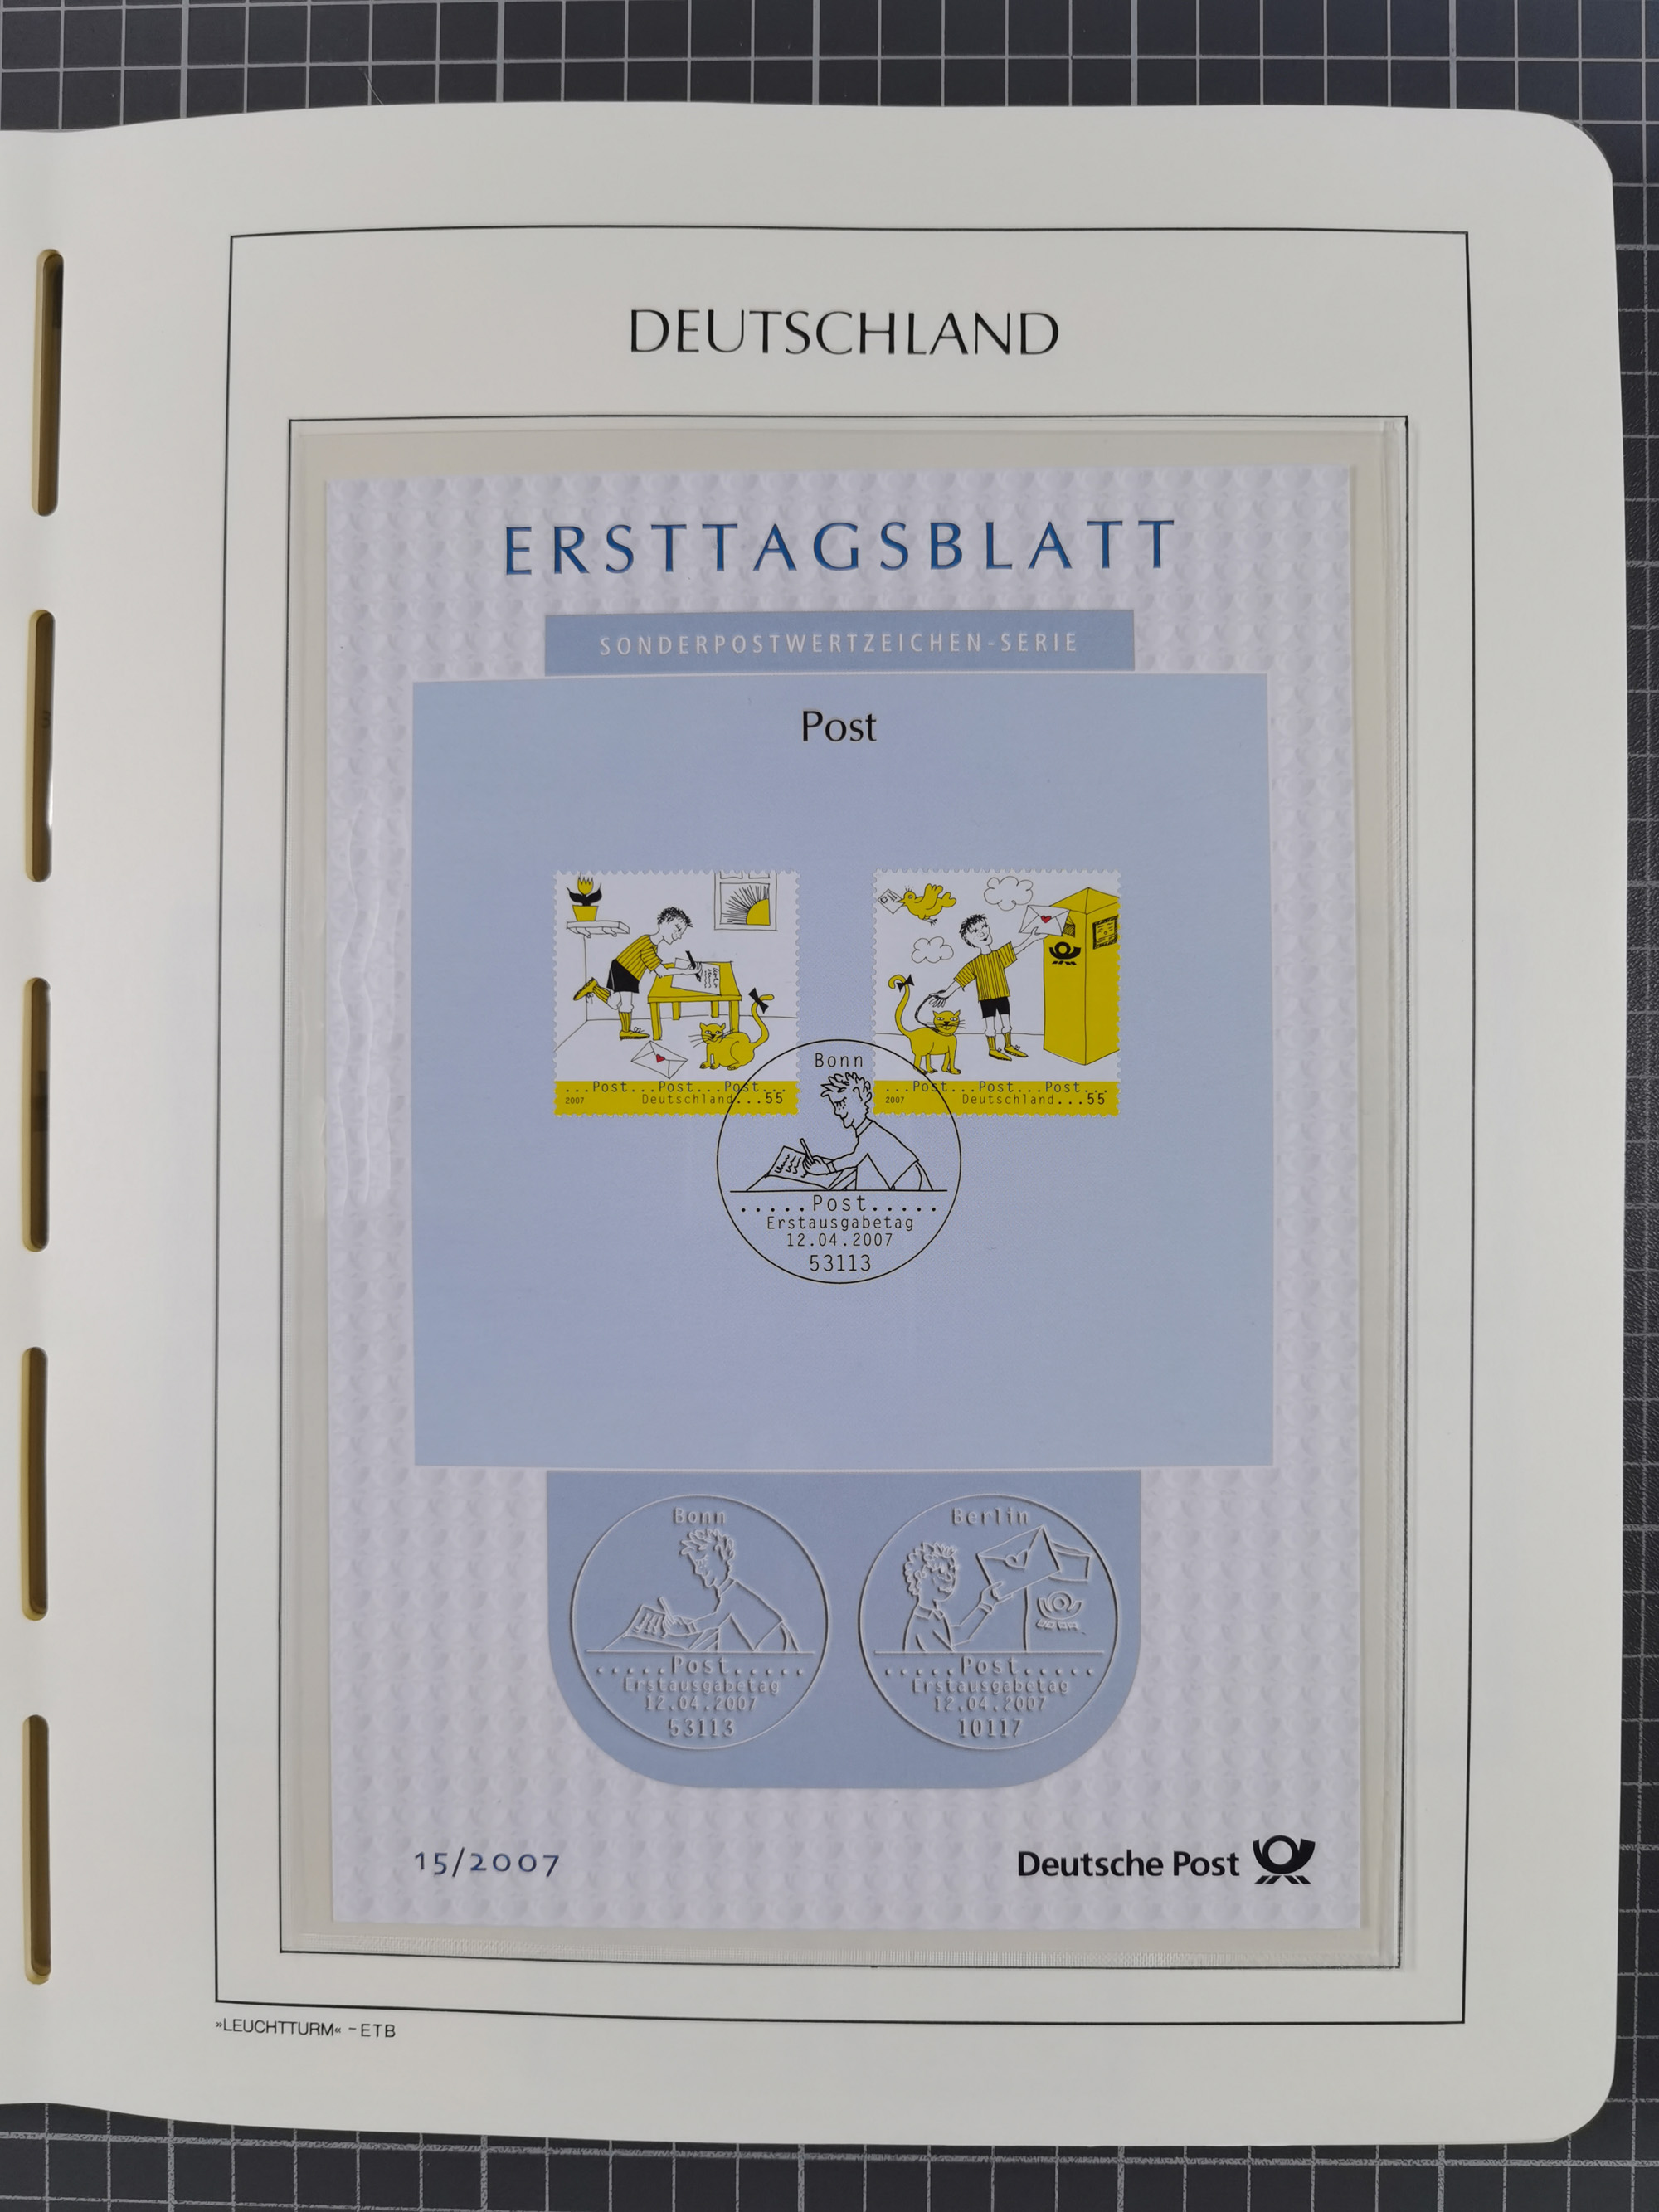 DEUTSCHLAND
ERSTTAGSBLATT
SONDERPOSTWERTZEICHEN-SERIE
Post
...Post...Post...Post...
2007 Deutschland...55
...Post...Post...Post...
2007 Deutschland...55
Bonn
.....Post.....
Erstausgabetag
12.04.2007
53113
Bonn
.....Post.....
Erstausgabetag
12.04.2007
53113
Berlin
.....Post.....
Erstausgabetag
12.04.2007
10117
15/2007
Deutsche Post
»LEUCHTTURM« - ETB